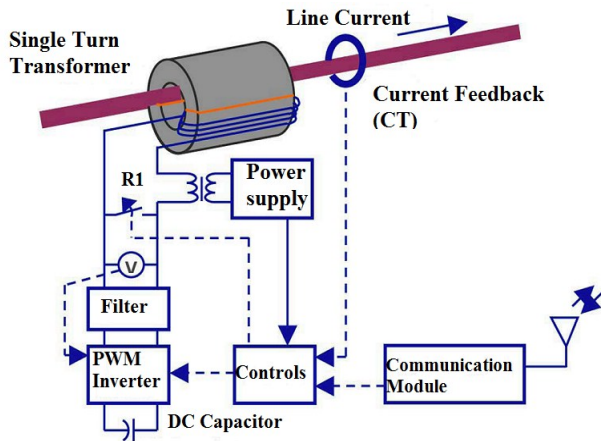 Line Current
Single Turn
Transformer
Current Feedback
(CT)
R1
Power
supply
V
Filter
PWM
Inverter
Controls
Communication
Module
DC Capacitor